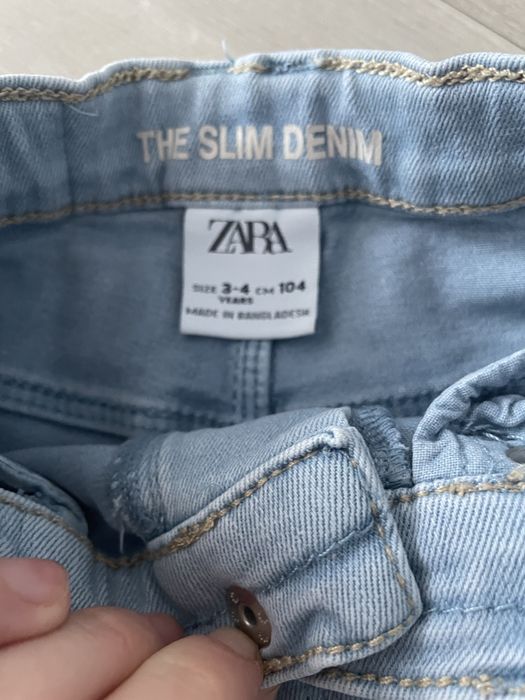 THE SLIM DENIM
ZARA
SIZE 3-4 CM 104
YEARS
MADE IN BANGLADESH